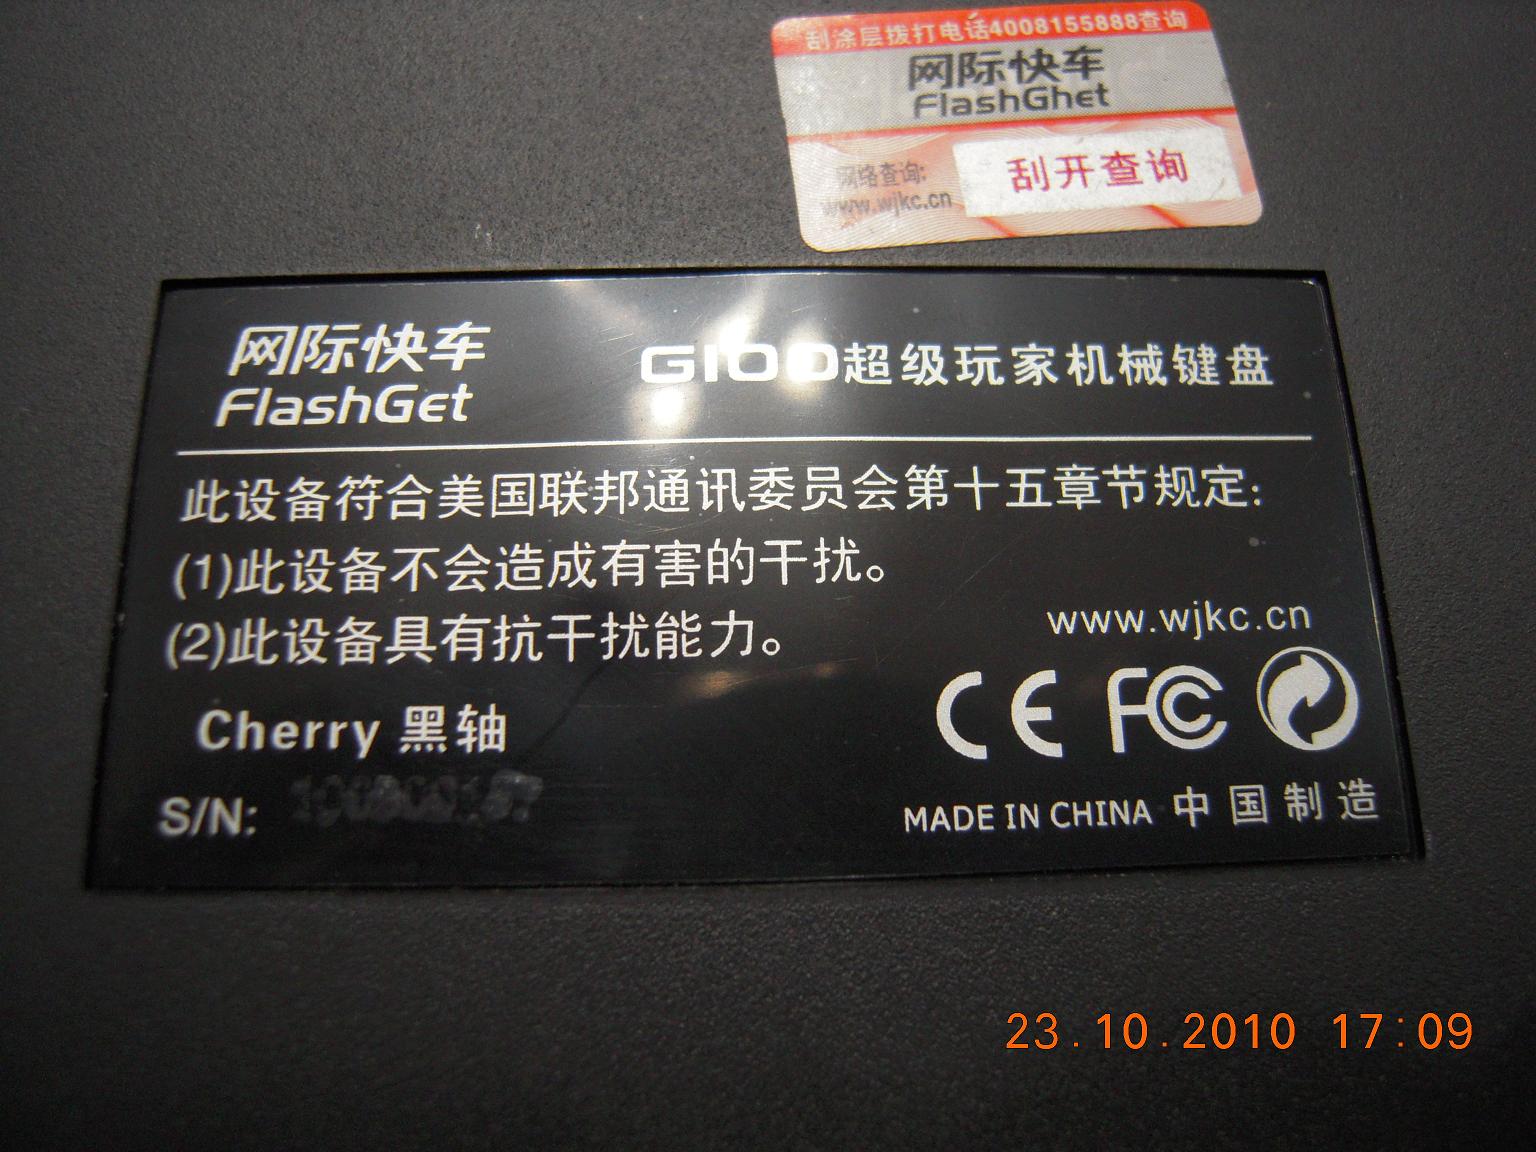 刮涂层拨打电话4008155888查询
网际快车
FlashGhet
网络查询:
www.wjkc.cn
刮开查询
网际快车
FlashGet
G100超级玩家机械键盘
此设备符合美国联邦通讯委员会第十五章节规定:
(1)此设备不会造成有害的干扰。
(2)此设备具有抗干扰能力。
www.wjkc.cn
Cherry 黑轴
CE FC
S/N:
MADE IN CHINA 中国制造
23.10.2010 17:09